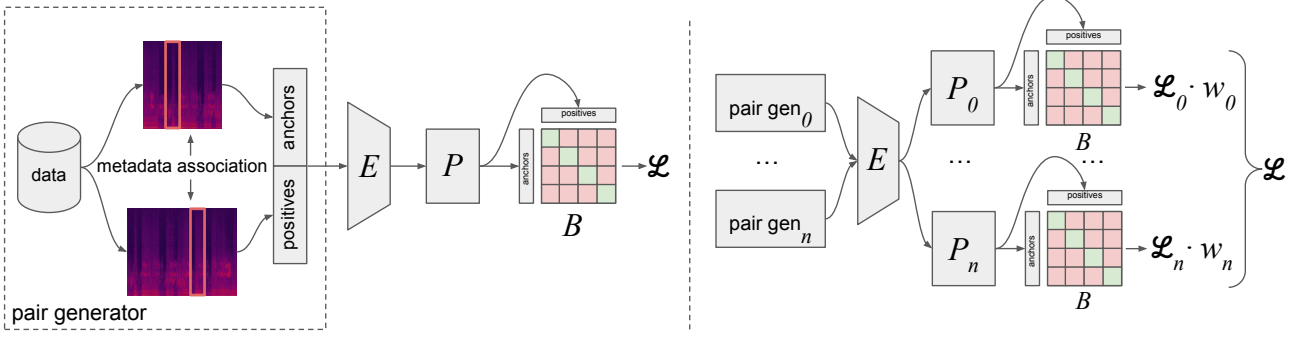 data
metadata association
anchors
positives
pair generator
E
P
positives
anchors
B
ℒ
pair gen0
...
pair genn
E
P0
...
Pn
positives
anchors
B
...
positives
anchors
B
ℒ0 · w0
ℒn · wn
ℒ